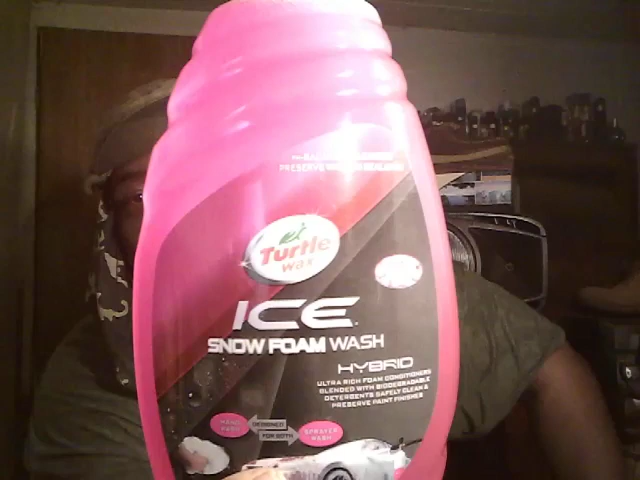 PRESERVE
Turtle
wax
ICE
SNOW FOAM WASH
HYBRID
ULTRA RICH FOAM CONDITIONERS
BLENDED WITH BIODEGRADABLE
DETERGENTS SAFELY CLEAN &
PRESERVE PAINT FINISHES
HAND
WASH
DESIGNED
FOR BOTH
SPRAYER
WASH